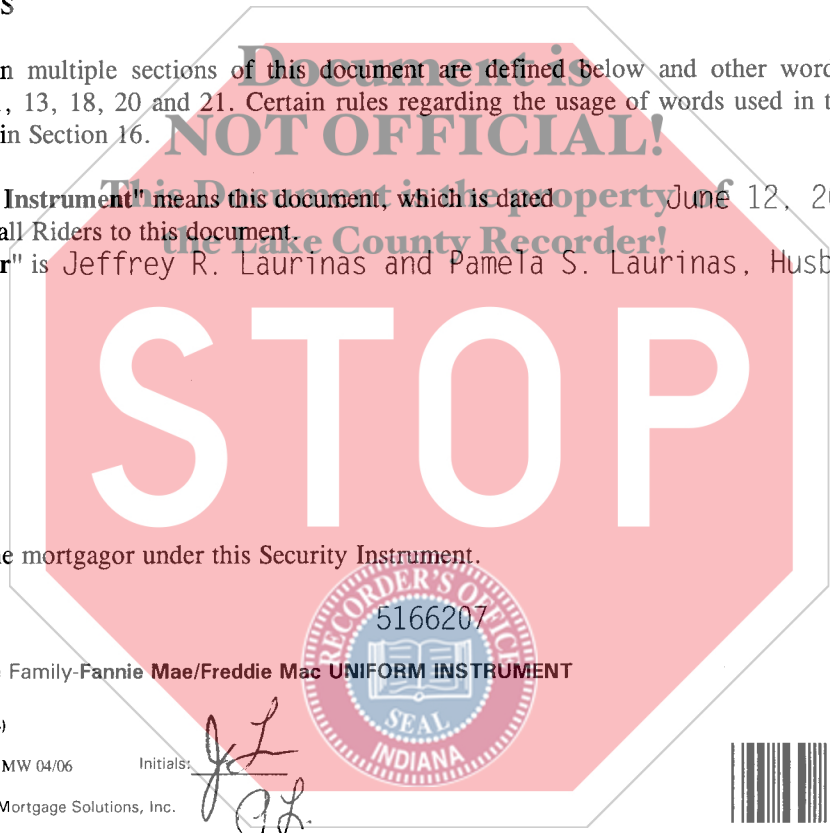 S
Document is
n multiple sections of this document are defined below and other word
, 13, 18, 20 and 21. Certain rules regarding the usage of words used in t
in Section 16.
NOT OFFICIAL!
This Document is the property of
Instrument" means this document, which is dated June 12, 20
all Riders to this document.
the Lake County Recorder!
r" is Jeffrey R. Laurinas and Pamela S. Laurinas, Husb
STOP
e mortgagor under this Security Instrument.
RECORDER'S OFFICE
5166207
Family-Fannie Mae/Freddie Mac UNIFORM INSTRUMENT
SEAL
INDIANA
MW 04/06 Initials: JL
Mortgage Solutions, Inc.
PL.